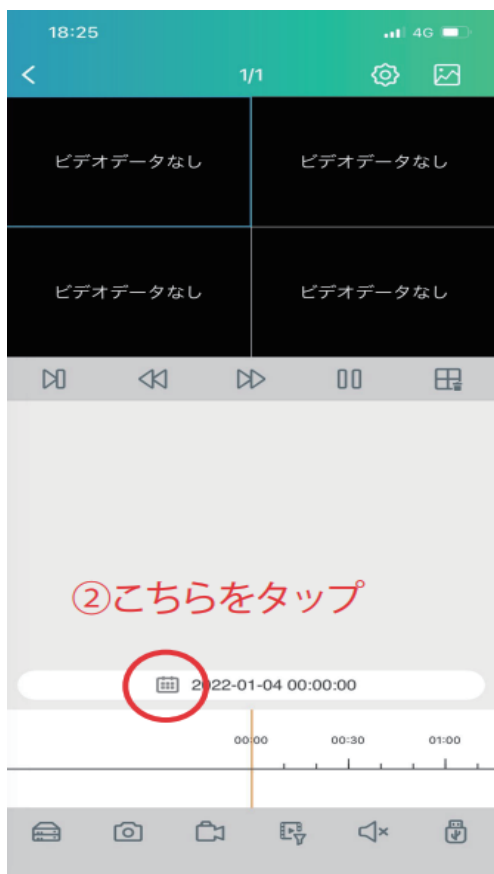 18:25 4G
1/1
ビデオデータなし ビデオデータなし
ビデオデータなし ビデオデータなし
②こちらをタップ
2022-01-04 00:00:00
00:00 00:30 01:00